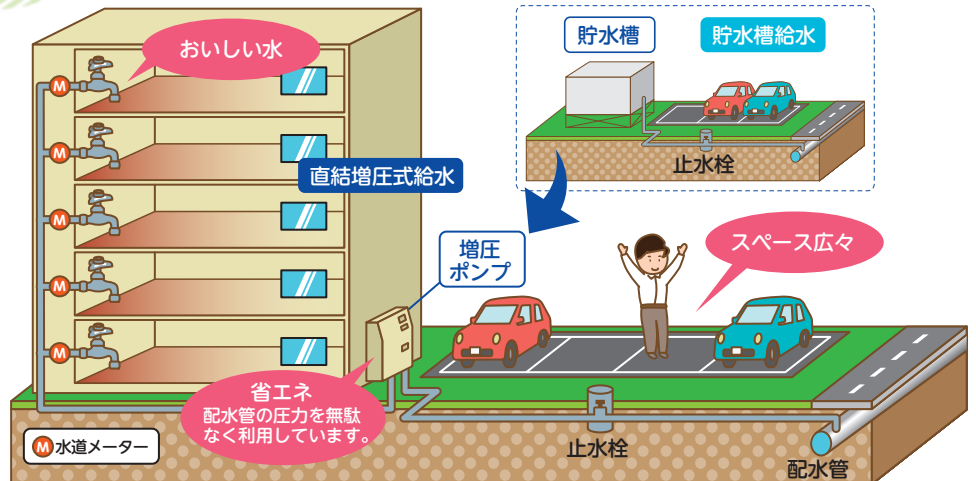 おいしい水
貯水槽
貯水槽給水
止水栓
直結増圧式給水
増圧
ポンプ
スペース広々
省エネ
配水管の圧力を無駄
なく利用しています。
M
M
M
M
M
M水道メーター
止水栓
配水管